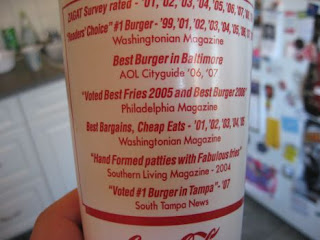 ZAGAT Survey rated - '01, '02, '03, '04, '05, '06, '07,
"Readers' Choice" #1 Burger - '99, '01, '02, '03, '04, '05, '06,
Washingtonian Magazine
Best Burger in Baltimore
AOL Cityguide '06, '07
"Voted Best Fries 2005 and Best Burger 2006"
Philadelphia Magazine
Best Bargains, Cheap Eats - '01, '02, '03, '04, '05
Washingtonian Magazine
"Hand Formed patties with Fabulous fries"
Southern Living Magazine - 2004
"Voted #1 Burger in Tampa" - '07
South Tampa News